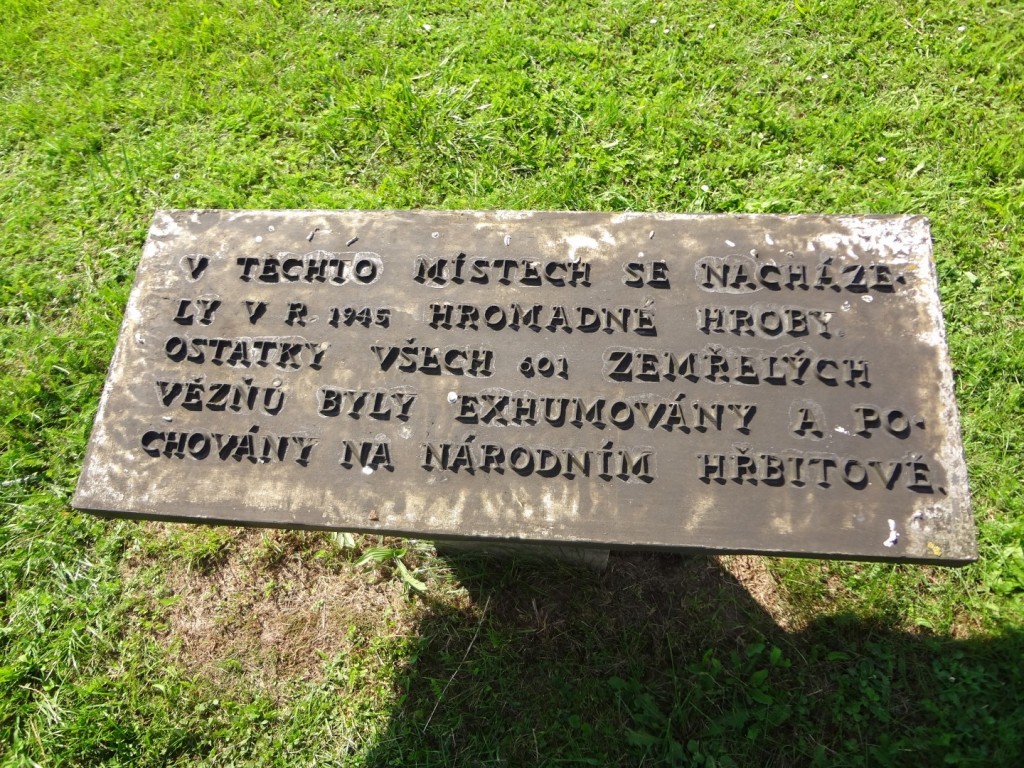 V TĚCHTO MÍSTECH SE NACHÁZE-
LY V R. 1945 HROMADNÉ HROBY.
OSTATKY VŠECH 601 ZEMŘELÝCH
VĚZŇŮ BYLY EXHUMOVÁNY A PO-
CHOVÁNY NA NÁRODNÍM HŘBITOVĚ.